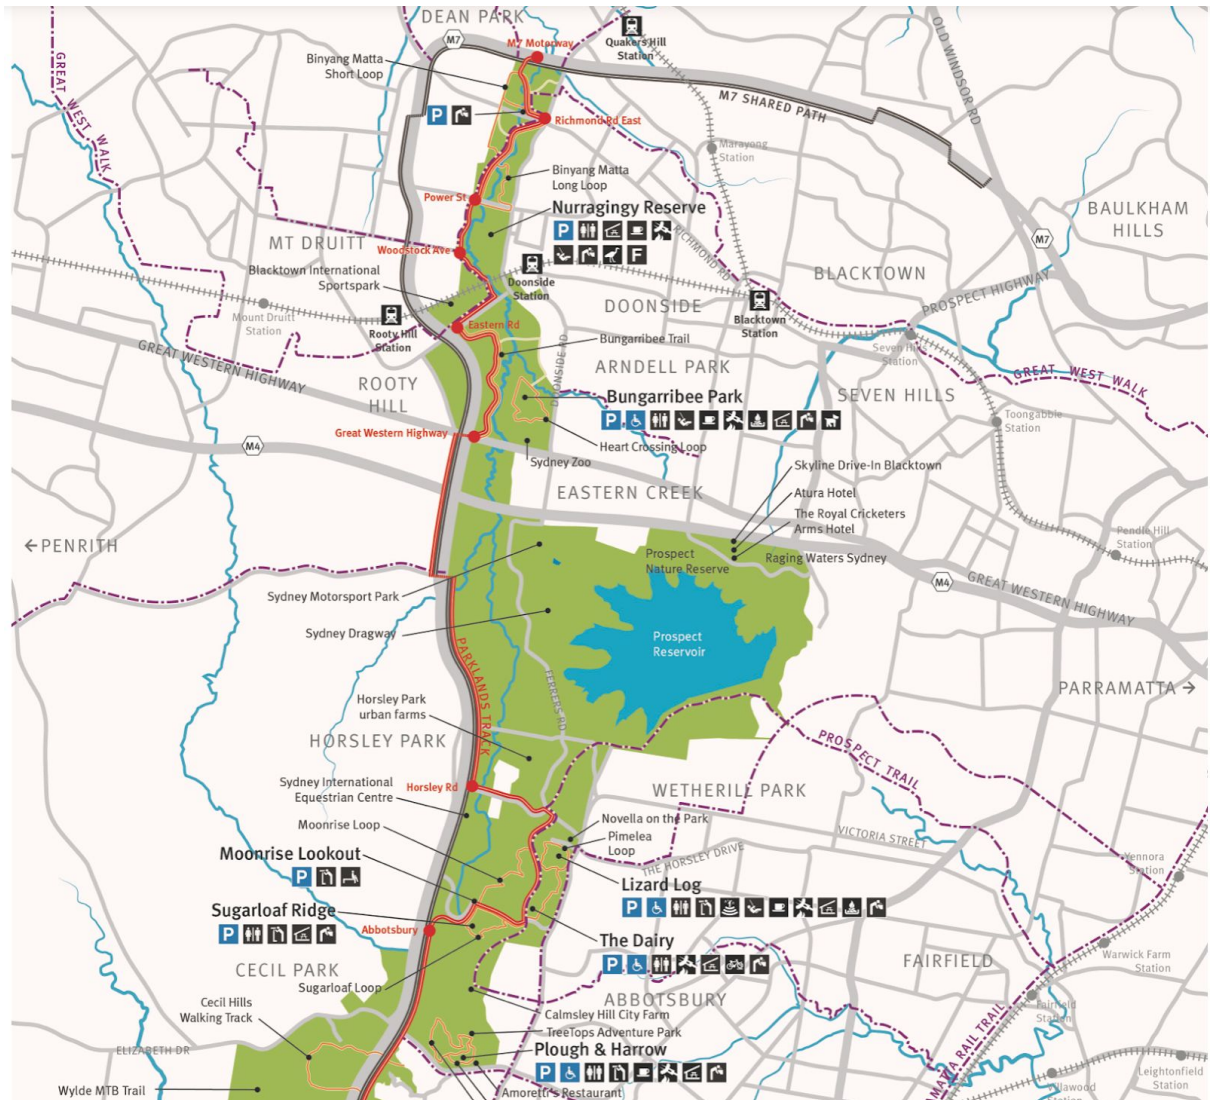 DEAN PARK
Quakers Hill
Station
M7
M7 Motorway
Binyang Matta
Short Loop
GREAT WEST WALK
OLD WINDSOR RD
M7 SHARED PATH
P
Richmond Rd East
Marayong
Station
Binyang Matta
Long Loop
Power St
Nurragingy Reserve
P
F
BAULKHAM
HILLS
M7
MT DRUITT
Woodstock Ave
RICHMOND RD
Blacktown International
Sportspark
Doonside
Station
BLACKTOWN
PROSPECT HIGHWAY
Mount Druitt
Station
Rooty Hill
Station
Eastern Rd
DOONSIDE
Blacktown
Station
Bungarribee Trail
Seven Hills
Station
GREAT WESTERN HIGHWAY
DOONSIDE RD
ARNDELL PARK
GREAT WEST WALK
ROOTY
HILL
Bungarribee Park
P
SEVEN HILLS
Toongabbie
Station
Great Western Highway
M4
Heart Crossing Loop
Sydney Zoo
Skyline Drive-In Blacktown
EASTERN CREEK
Atura Hotel
The Royal Cricketers
Arms Hotel
Pendle Hill
Station
PENRITH
Prospect
Nature Reserve
Raging Waters Sydney
M4
GREAT WESTERN HIGHWAY
Sydney Motorsport Park
Sydney Dragway
Prospect
Reservoir
PARKLANDS TRACK
FERRERS RD
PARRAMATTA
Horsley Park
urban farms
HORSLEY PARK
PROSPECT TRAIL
Sydney International
Equestrian Centre
Horsley Rd
WETHERILL PARK
Moonrise Loop
Novella on the Park
VICTORIA STREET
Pimelea
Loop
Moonrise Lookout
P
THE HORSLEY DRIVE
Yennora
Station
Lizard Log
P
Sugarloaf Ridge
P
Abbotsbury
The Dairy
P
FAIRFIELD
Warwick Farm
Station
CECIL PARK
Sugarloaf Loop
ABBOTSBURY
Fairfield
Station
Cecil Hills
Walking Track
Calmsley Hill City Farm
TreeTops Adventure Park
ELIZABETH DR
Plough & Harrow
P
RAIL TRAIL
Leightonfield
Station
Wylde MTB Trail
Amoretti's Restaurant